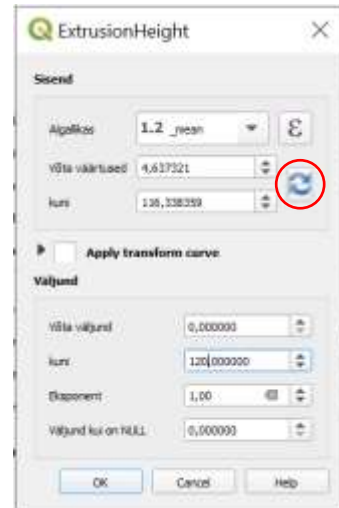 ExtrusionHeight
Sisend
Algallikas 1.2 _mean ε
Võta väärtused 4,637321
kuni 116,338359
Apply transform curve
Väljund
Võta väljund 0,000000
kuni 120,000000
Eksponent 1,00
Väljund kui on NULL 0,000000
OK Cancel Help